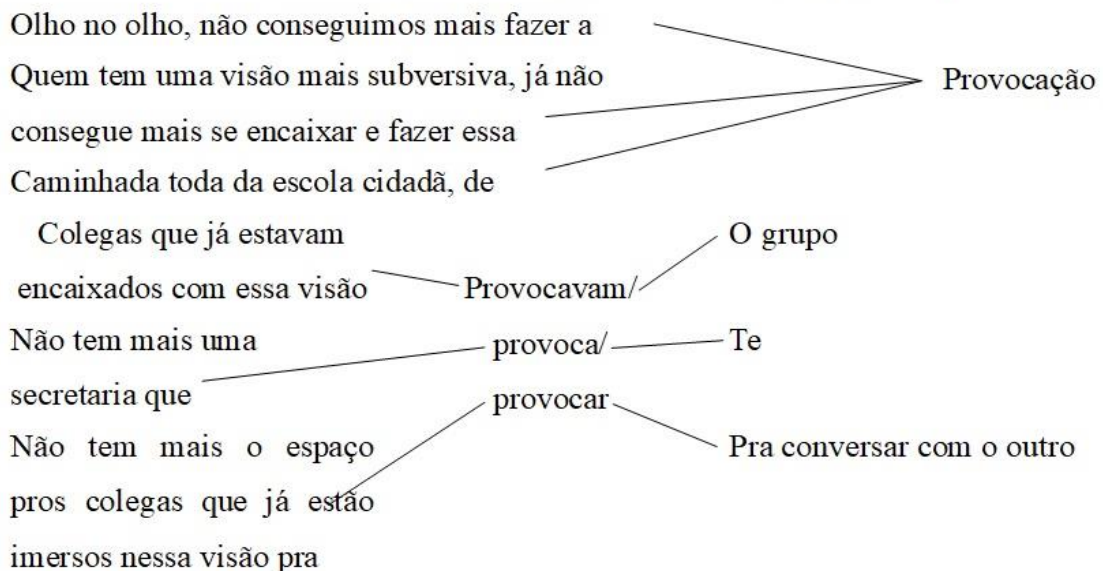 Olho no olho, não conseguimos mais fazer a
Quem tem uma visão mais subversiva, já não
Provocação
consegue mais se encaixar e fazer essa
Caminhada toda da escola cidadã, de
Colegas que já estavam
O grupo
encaixados com essa visão
Provocavam/
Não tem mais uma
provoca/
Te
secretaria que
provocar
Não tem mais o espaço
Pra conversar com o outro
pros colegas que já estão
imersos nessa visão pra